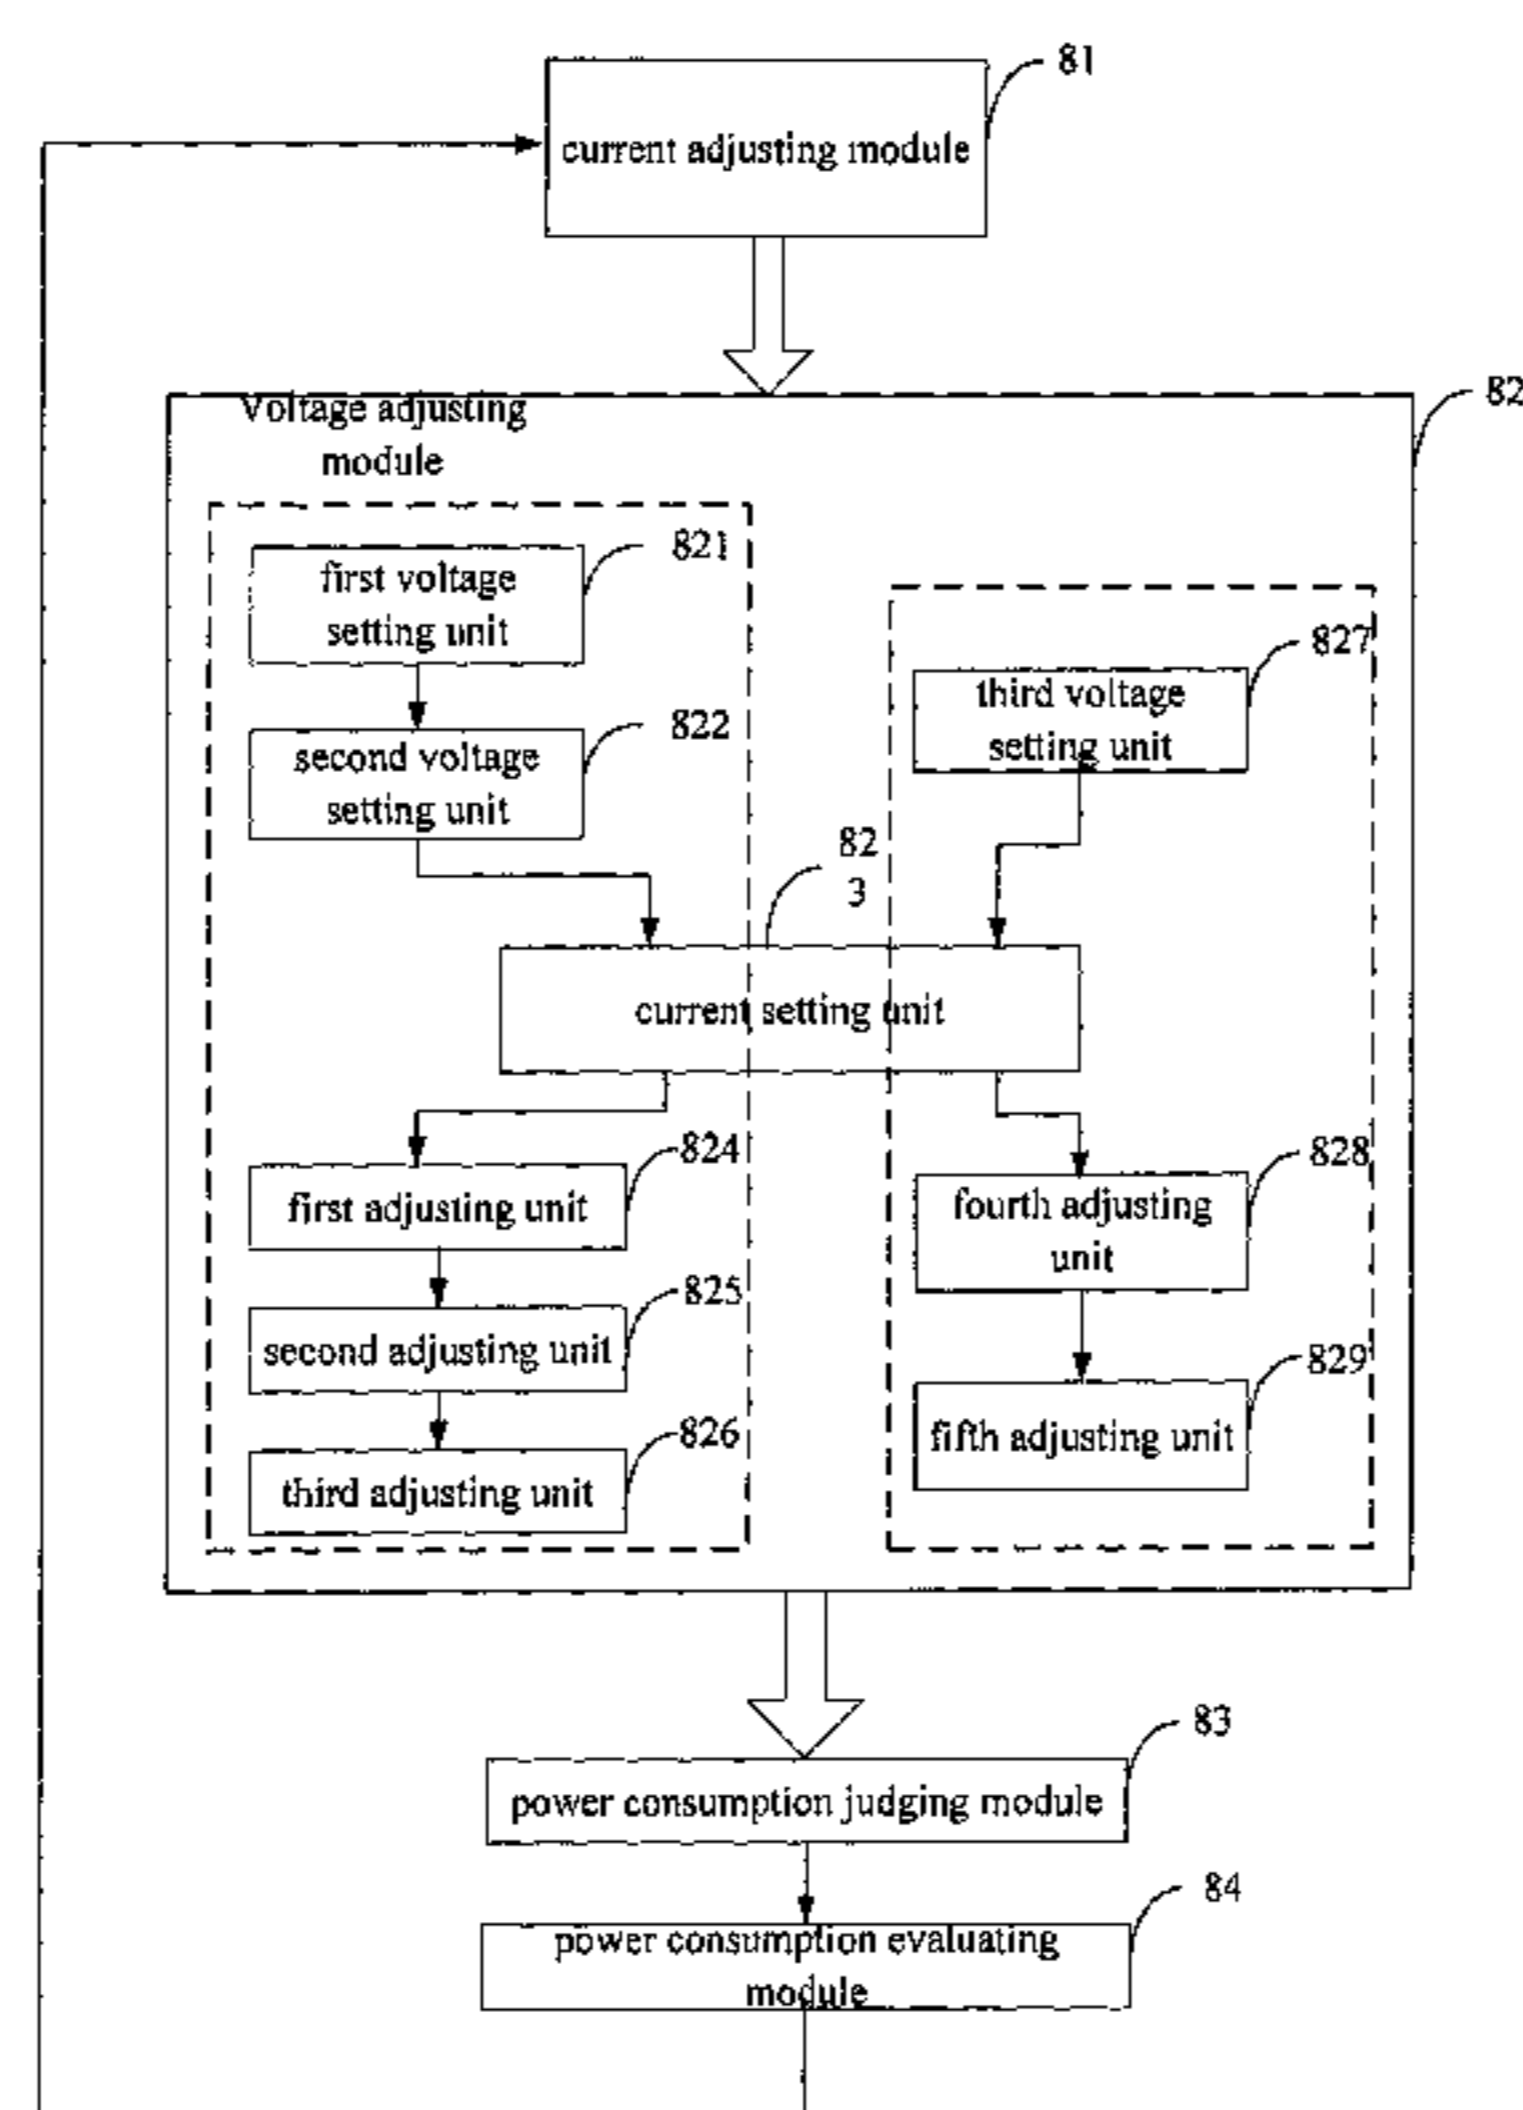 81
current adjusting module
82
Voltage adjusting
module
821
first voltage
setting unit
827
third voltage
setting unit
822
second voltage
setting unit
82
3
current setting unit
824
first adjusting unit
828
fourth adjusting
unit
825
second adjusting unit
829
fifth adjusting unit
826
third adjusting unit
83
power consumption judging module
84
power consumption evaluating
module